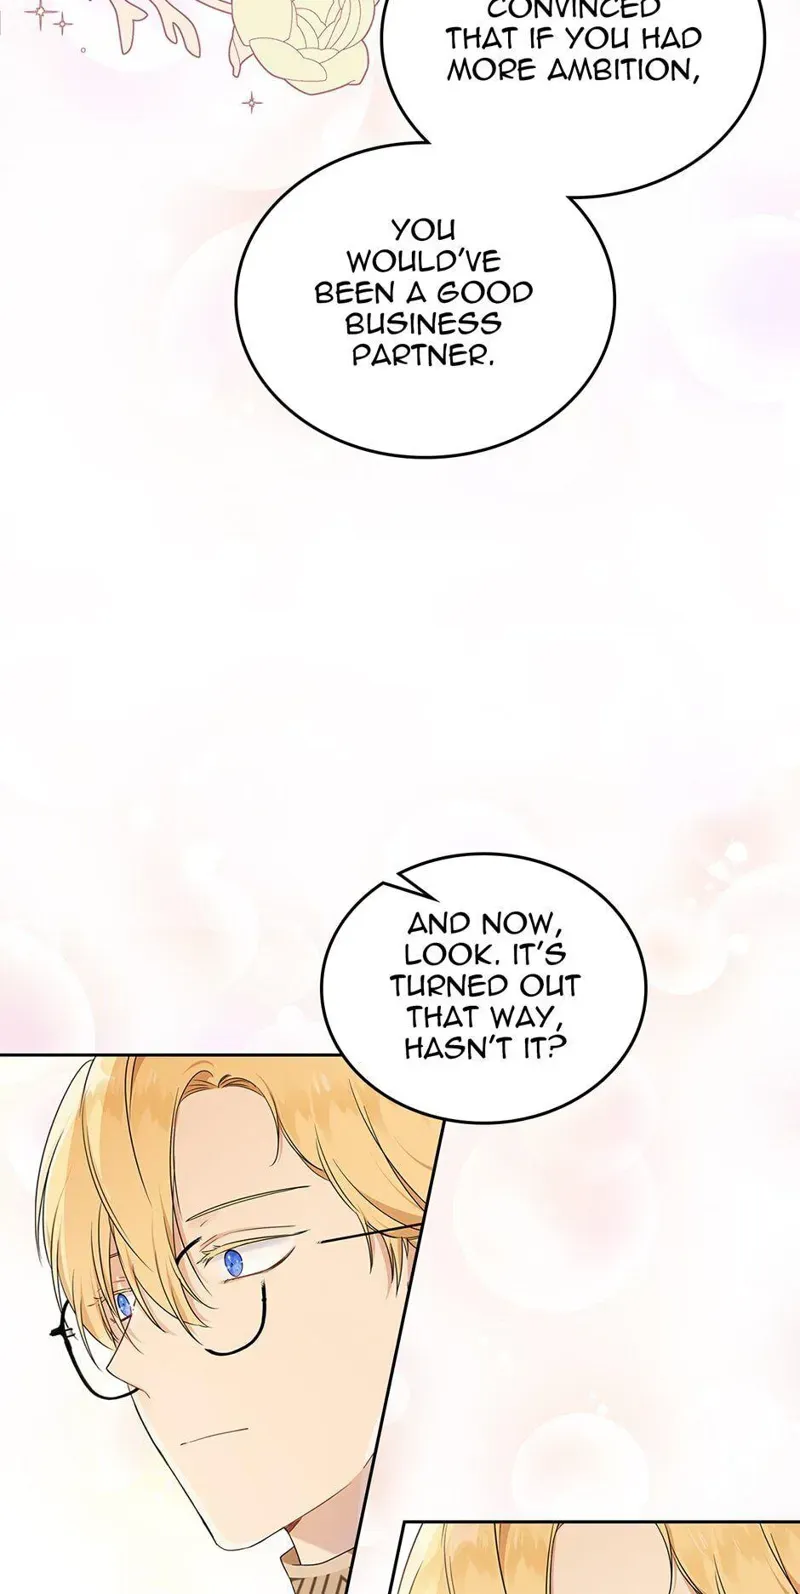 CONVINCED
THAT IF YOU HAD
MORE AMBITION,
YOU
WOULD'VE
BEEN A GOOD
BUSINESS
PARTNER.
AND NOW,
LOOK. IT'S
TURNED OUT
THAT WAY,
HASN'T IT?